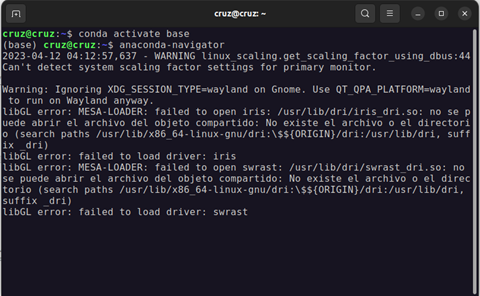 cruz@cruz: ~
cruz@cruz:~$ conda activate base
(base) cruz@cruz:~$ anaconda-navigator
2023-04-12 04:12:57,637 - WARNING linux_scaling.get_scaling_factor_using_dbus:44
Can't detect system scaling factor settings for primary monitor.
Warning: Ignoring XDG_SESSION_TYPE=wayland on Gnome. Use QT_QPA_PLATFORM=wayland
to run on Wayland anyway.
libGL error: MESA-LOADER: failed to open iris: /usr/lib/dri/iris_dri.so: no se p
uede abrir el archivo del objeto compartido: No existe el archivo o el directori
o (search paths /usr/lib/x86_64-linux-gnu/dri:\$${ORIGIN}/dri:/usr/lib/dri, suff
ix _dri)
libGL error: failed to load driver: iris
libGL error: MESA-LOADER: failed to open swrast: /usr/lib/dri/swrast_dri.so: no
se puede abrir el archivo del objeto compartido: No existe el archivo o el direc
torio (search paths /usr/lib/x86_64-linux-gnu/dri:\$${ORIGIN}/dri:/usr/lib/dri,
suffix _dri)
libGL error: failed to load driver: swrast